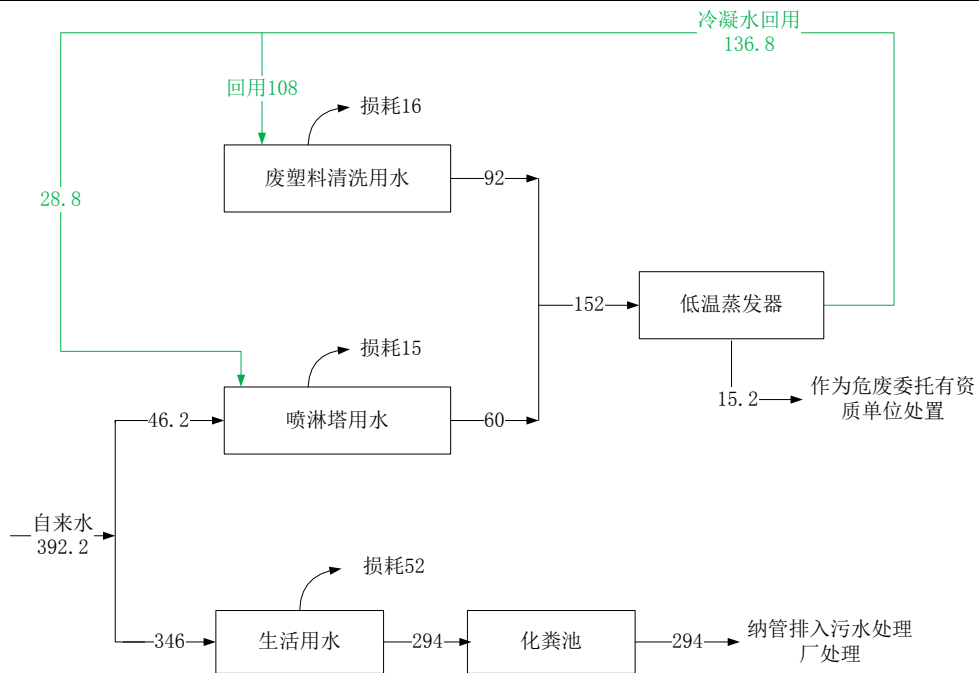 冷凝水回用
136.8
回用108
损耗16
废塑料清洗用水
92
28.8
152
低温蒸发器
损耗15
15.2
作为危废委托有资
质单位处置
46.2
喷淋塔用水
60
自来水
392.2
损耗52
346
生活用水
294
化粪池
294
纳管排入污水处理
厂处理